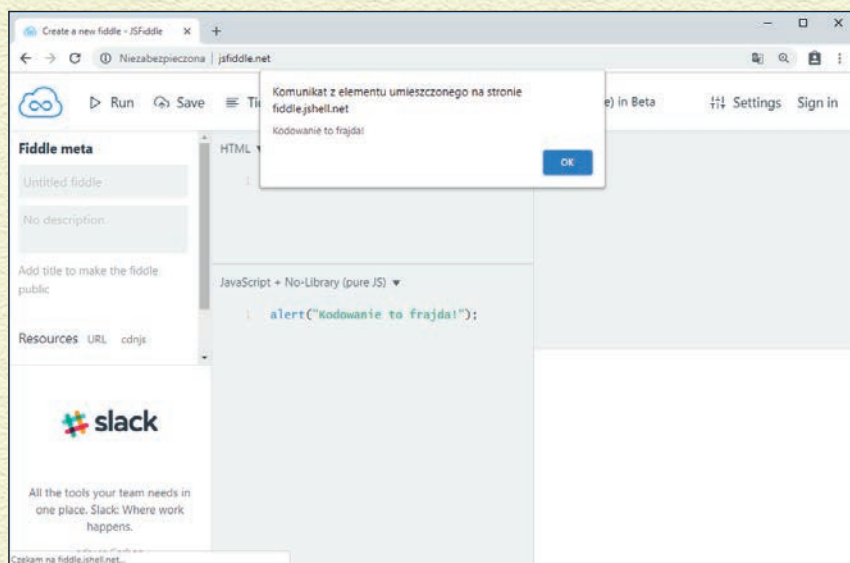 Create a new fiddle - JSFiddle
Niezabezpieczona | jsfiddle.net
Run Save
e) in Beta Settings Sign in
Komunikat z elementu umieszczonego na stronie
fiddle.jshell.net
Kodowanie to frajda!
OK
Fiddle meta
Untitled fiddle
No description
Add title to make the fiddle
public
Resources URL cdnjs
slack
All the tools your team needs in
one place. Slack: Where work
happens.
HTML
1
JavaScript + No-Library (pure JS)
1 alert("Kodowanie to frajda!");
Czekam na fiddle.jshell.net...